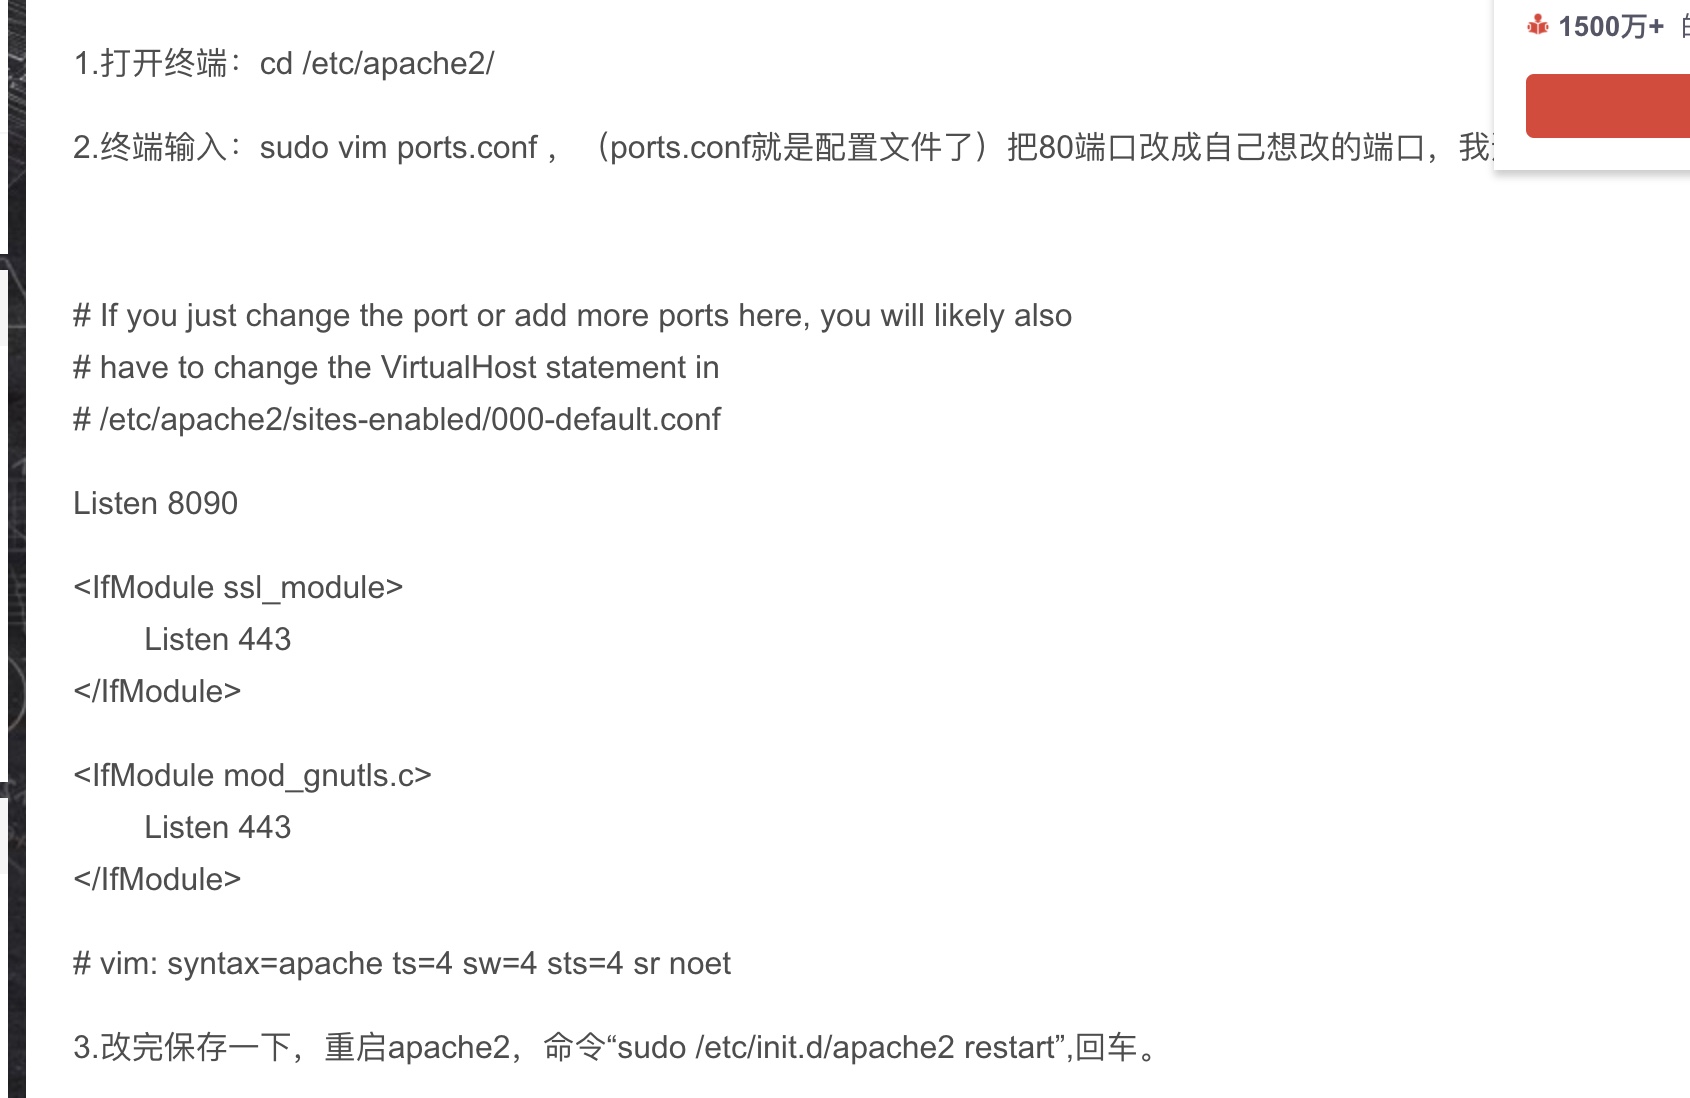 1500万+
1.打开终端：cd /etc/apache2/
2.终端输入：sudo vim ports.conf ，（ports.conf就是配置文件了）把80端口改成自己想改的端口，我
# If you just change the port or add more ports here, you will likely also
# have to change the VirtualHost statement in
# /etc/apache2/sites-enabled/000-default.conf
Listen 8090
<IfModule ssl_module>
Listen 443
</IfModule>
<IfModule mod_gnutls.c>
Listen 443
</IfModule>
# vim: syntax=apache ts=4 sw=4 sts=4 sr noet
3.改完保存一下，重启apache2，命令“sudo /etc/init.d/apache2 restart”,回车。